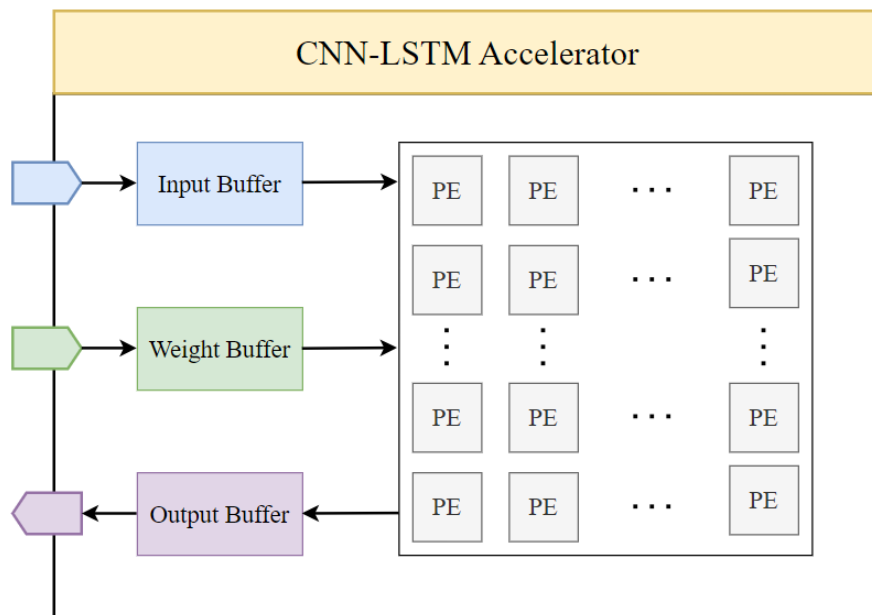 CNN-LSTM Accelerator
Input Buffer
PE PE ... PE
PE PE ... PE
Weight Buffer
PE PE ... PE
Output Buffer
PE PE ... PE